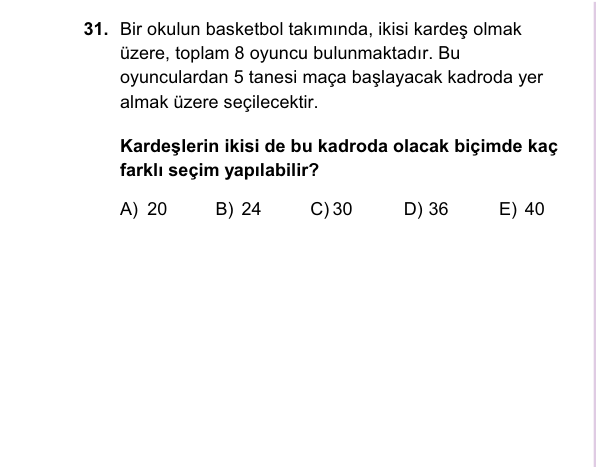 31. Bir okulun basketbol takımında, ikisi kardeş olmak
üzere, toplam 8 oyuncu bulunmaktadır. Bu
oyunculardan 5 tanesi maça başlayacak kadroda yer
almak üzere seçilecektir.
Kardeşlerin ikisi de bu kadroda olacak biçimde kaç
farklı seçim yapılabilir?
A) 20 B) 24 C) 30 D) 36 E) 40